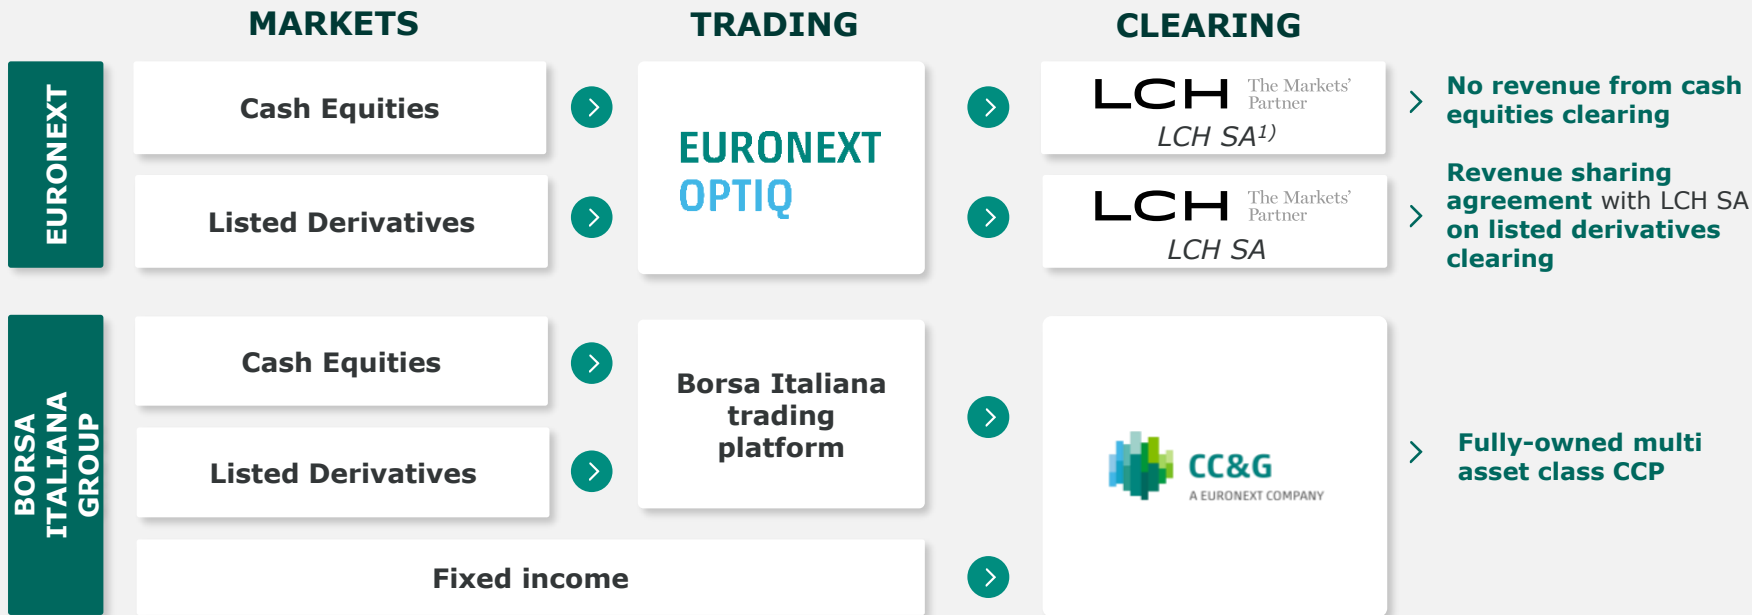 MARKETS
TRADING
CLEARING
EURONEXT
Cash Equities
Listed Derivatives
EURONEXT
OPTIQ
LCH The Markets'
Partner
LCH SA1)
No revenue from cash
equities clearing
LCH The Markets'
Partner
LCH SA
Revenue sharing
agreement with LCH SA
on listed derivatives
clearing
BORSA
ITALIANA
GROUP
Cash Equities
Listed Derivatives
Borsa Italiana
trading
platform
Fixed income
CC&G
A EURONEXT COMPANY
Fully-owned multi
asset class CCP